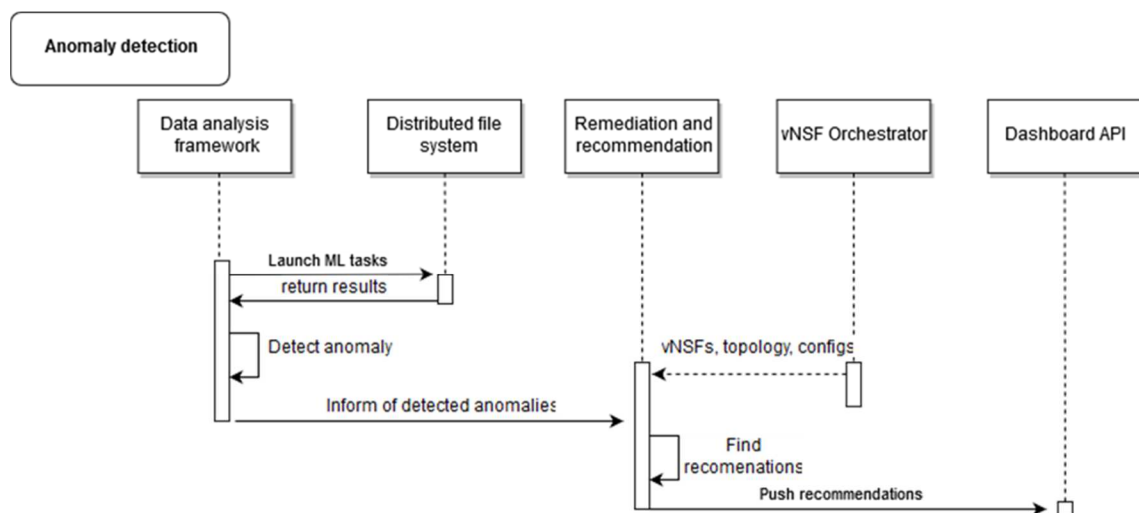 Anomaly detection
Data analysis
framework
Distributed file
system
Remediation and
recommendation
vNSF Orchestrator
Dashboard API
Launch ML tasks
return results
Detect anomaly
vNSFs, topology, configs
Inform of detected anomalies
Find
recomenations
Push recommendations